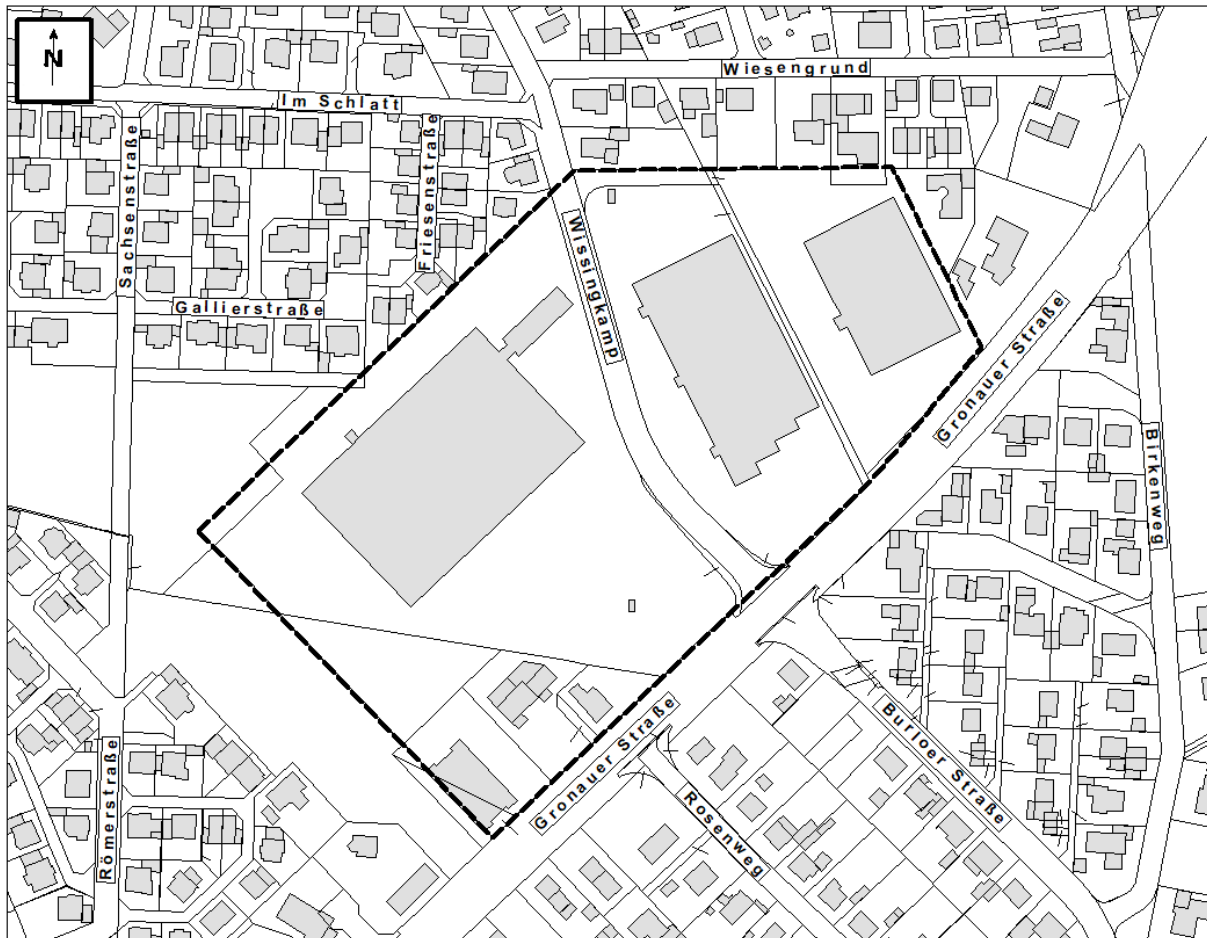 N
Wiesengrund
Im Schlatt
Sachsenstraße
Friesenstraße
Wissingkamp
Gallierstraße
Gronauer Straße
Birkenweg
Gronauer Straße
Burloer Straße
Rosenweg
Römerstraße